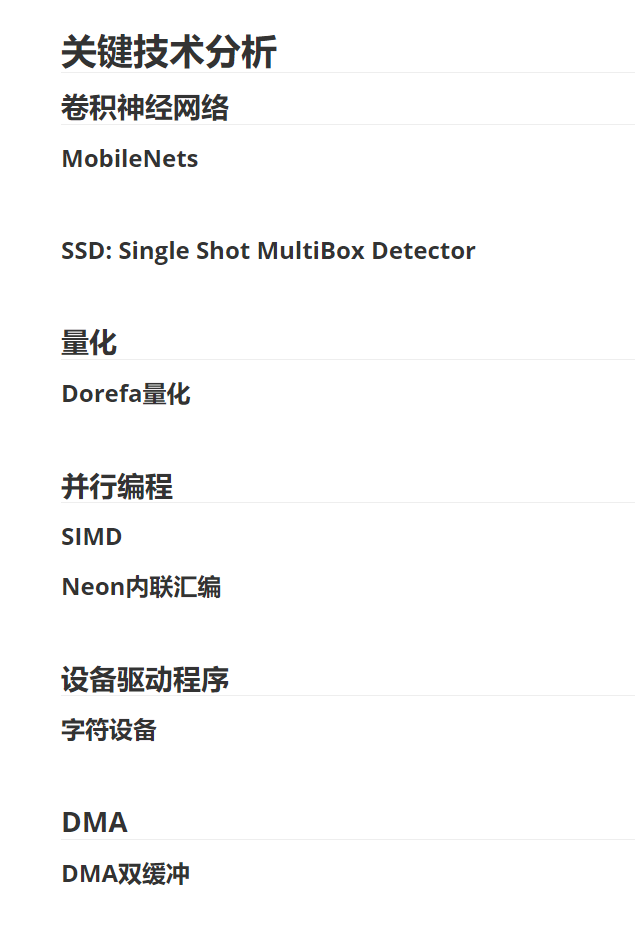 关键技术分析
卷积神经网络
MobileNets
SSD: Single Shot MultiBox Detector
量化
Dorefa量化
并行编程
SIMD
Neon内联汇编
设备驱动程序
字符设备
DMA
DMA双缓冲